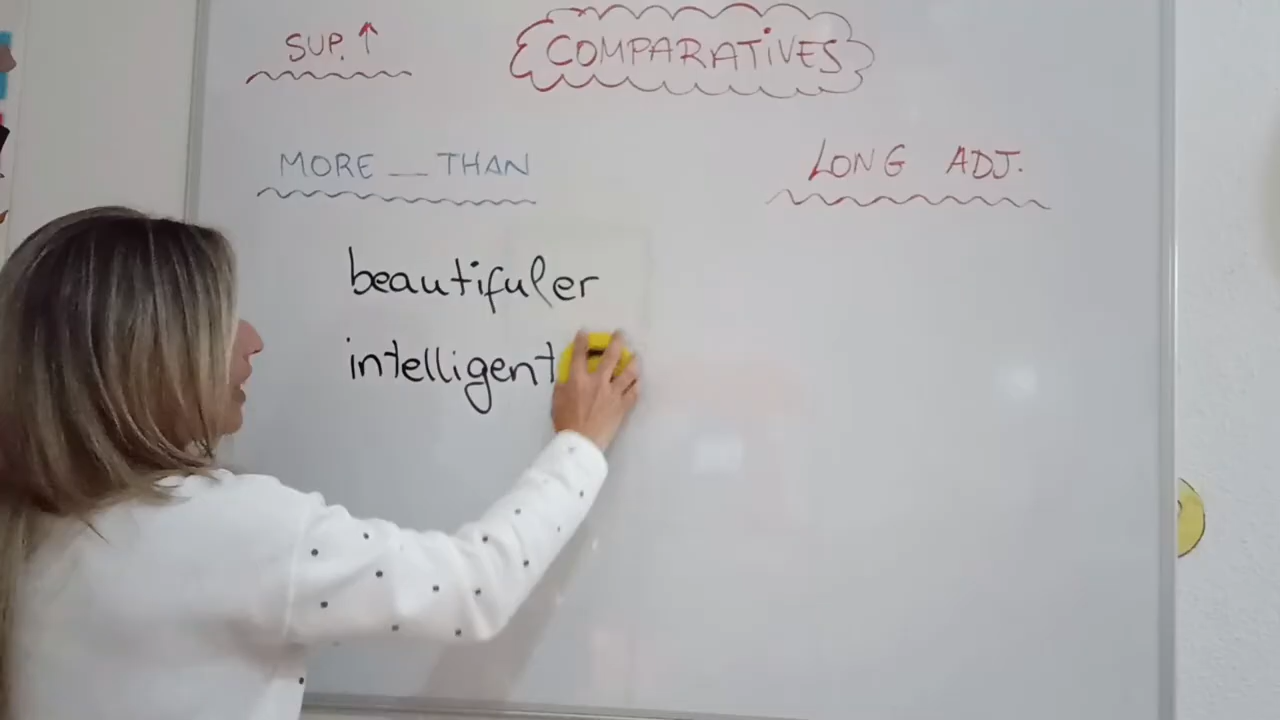 SUP. ↑
COMPARATiVES
MORE __ THAN
LONG ADJ.
beautifuler
intelligent